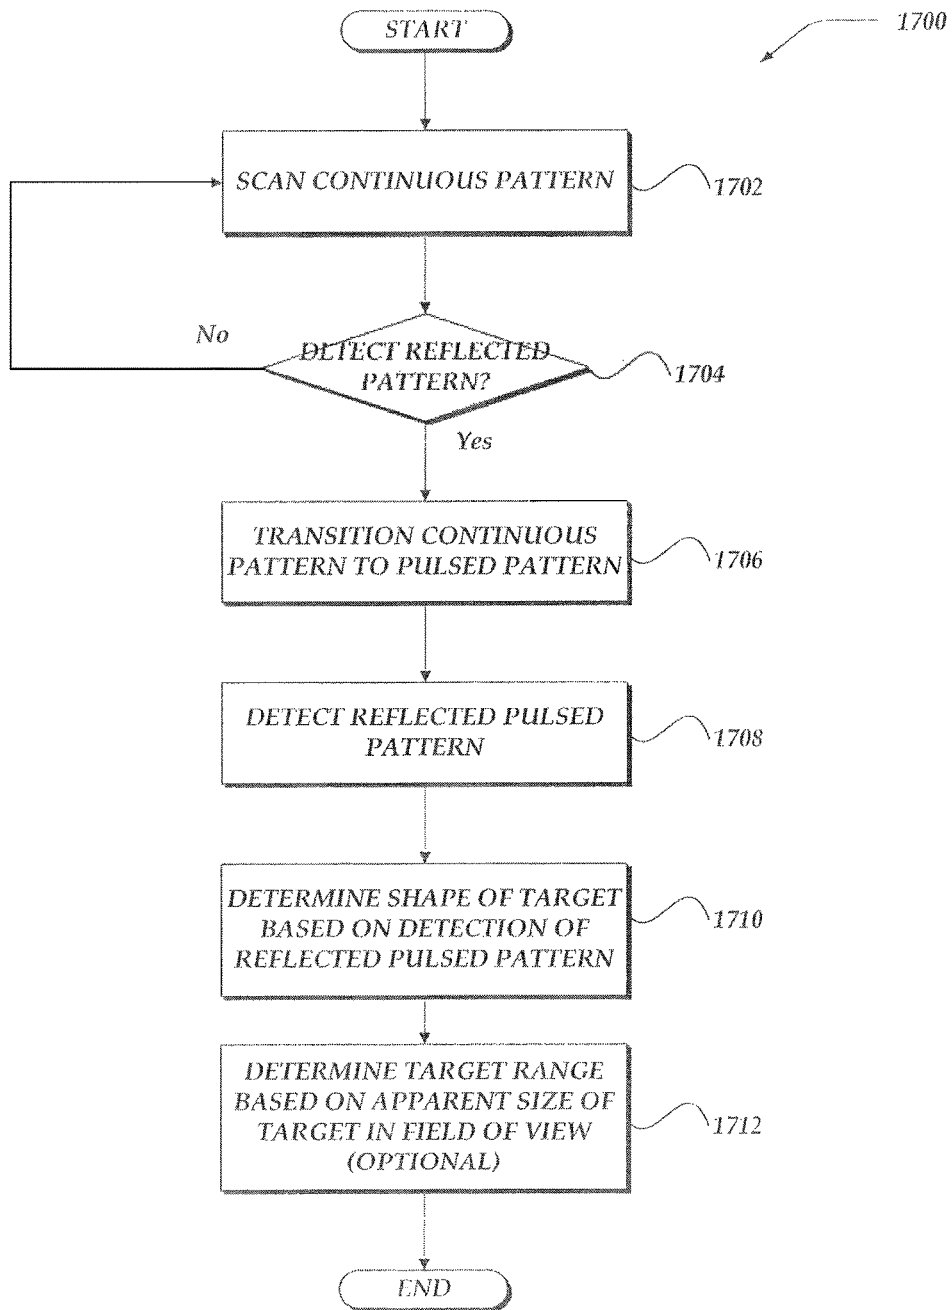 START
1700
SCAN CONTINUOUS PATTERN
1702
No
DETECT REFLECTED
PATTERN?
1704
Yes
TRANSITION CONTINUOUS
PATTERN TO PULSED PATTERN
1706
DETECT REFLECTED PULSED
PATTERN
1708
DETERMINE SHAPE OF TARGET
BASED ON DETECTION OF
REFLECTED PULSED PATTERN
1710
DETERMINE TARGET RANGE
BASED ON APPARENT SIZE OF
TARGET IN FIELD OF VIEW
(OPTIONAL)
1712
END